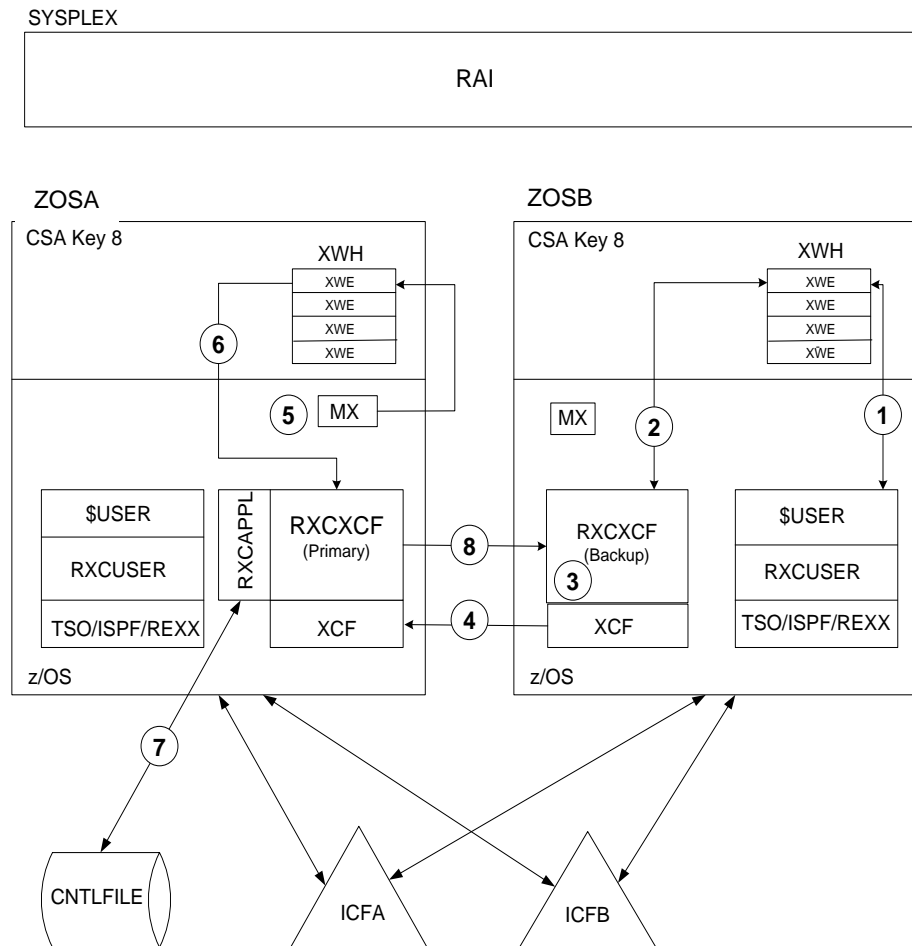 SYSPLEX
RAI
ZOSA
ZOSB
CSA Key 8
XWH
XWE
XWE
XWE
XWE
CSA Key 8
XWH
XWE
XWE
XWE
XWE
6
5
MX
MX
2
1
$USER
RXCUSER
TSO/ISPF/REXX
RXCAPPL
RXCXCF
(Primary)
XCF
8
4
RXCXCF
(Backup)
3
XCF
$USER
RXCUSER
TSO/ISPF/REXX
z/OS
z/OS
7
CNTLFILE
ICFA
ICFB